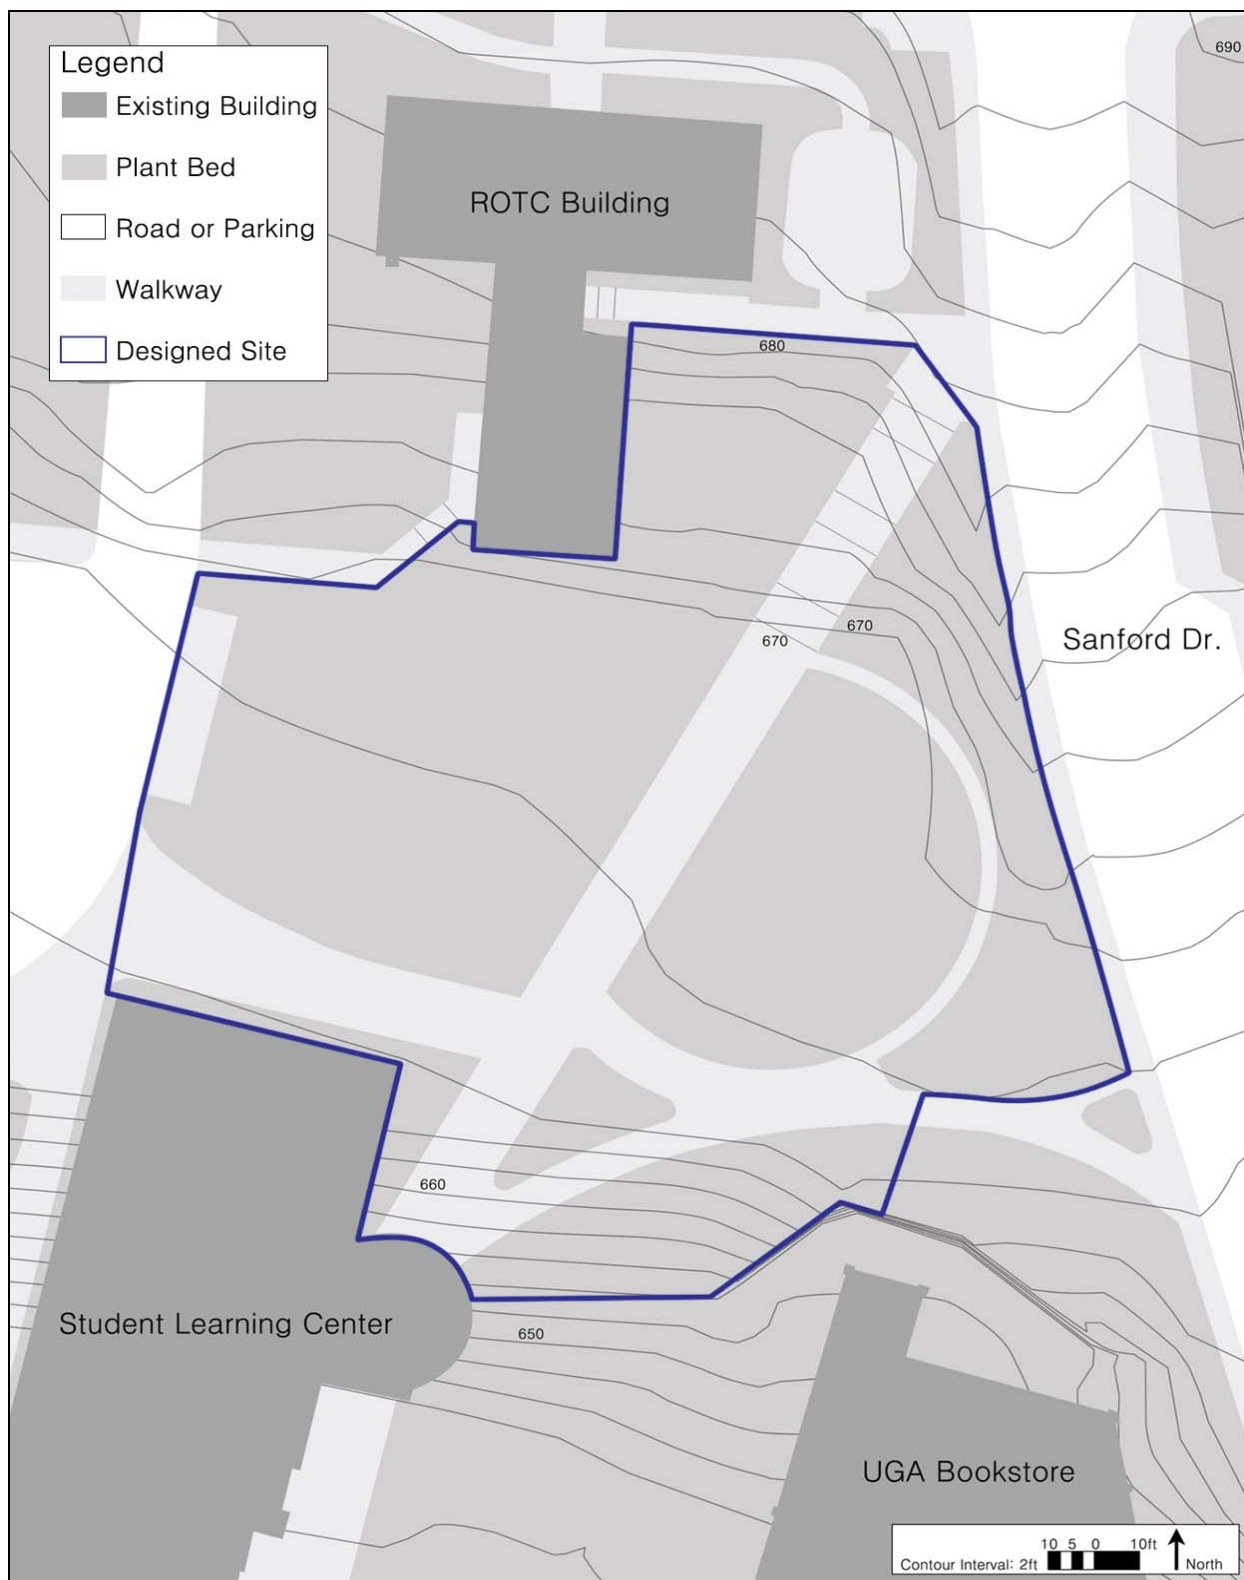 690
Legend
Existing Building
Plant Bed
Road or Parking
Walkway
Designed Site
ROTC Building
680
670
670
Sanford Dr.
660
Student Learning Center
650
UGA Bookstore
10 5 0 10ft
Contour Interval: 2ft
North